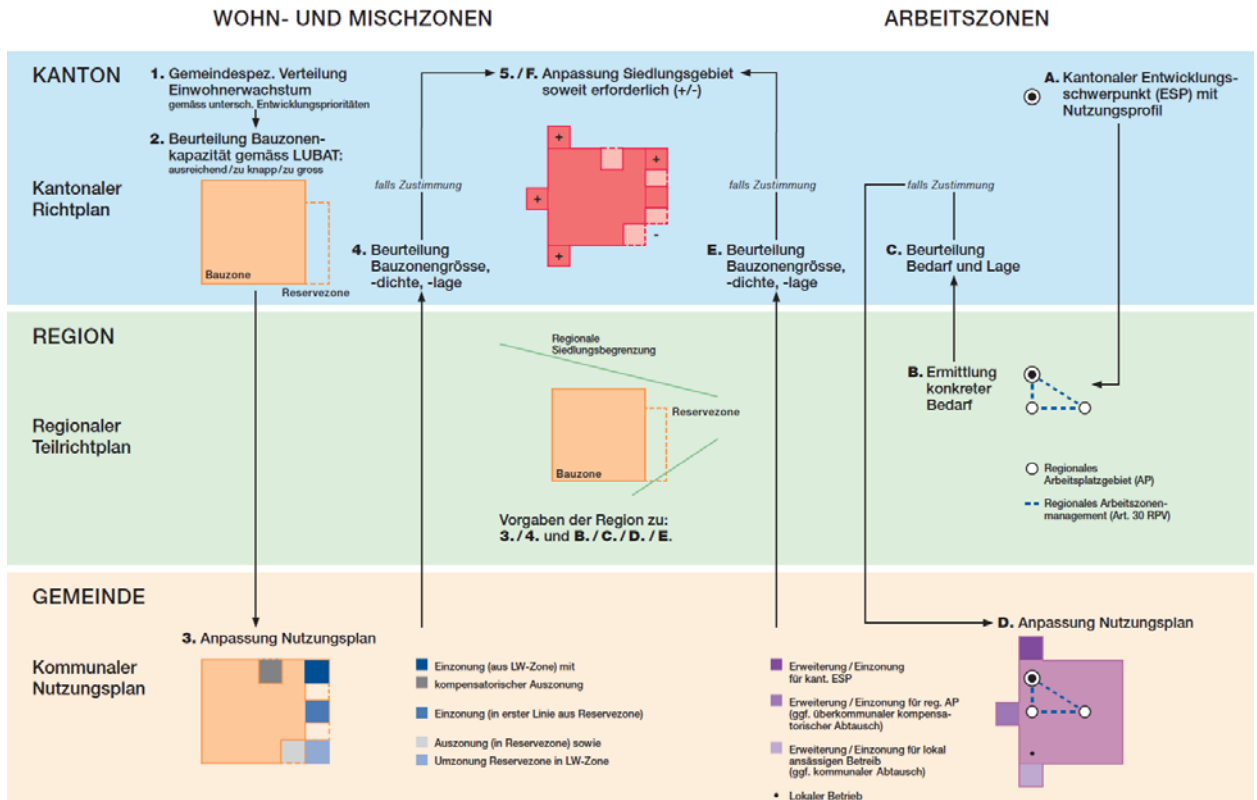 WOHN- UND MISCHZONEN
ARBEITSZONEN
KANTON
Kantonaler
Richtplan
1. Gemeindespez. Verteilung
Einwohnerwachstum
gemäss untersch. Entwicklungsprioritäten
2. Beurteilung Bauzonen-
kapazität gemäss LUBAT:
ausreichend/zu knapp/zu gross
Bauzone
Reservezone
5./F. Anpassung Siedlungsgebiet
soweit erforderlich (+/-)
+
+
+
+
-
falls Zustimmung
falls Zustimmung
falls Zustimmung
4. Beurteilung
Bauzonengrösse,
-dichte, -lage
E. Beurteilung
Bauzonengrösse,
-dichte, -lage
A. Kantonaler Entwicklungs-
schwerpunkt (ESP) mit
Nutzungsprofil
C. Beurteilung
Bedarf und Lage
REGION
Regionaler
Teilrichtplan
Regionale
Siedlungsbegrenzung
Reservezone
Bauzone
Vorgaben der Region zu:
3./4. und B./C./D./E.
B. Ermittlung
konkreter
Bedarf
Regionales
Arbeitsplatzgebiet (AP)
Regionales Arbeitszonen-
management (Art. 30 RPV)
GEMEINDE
Kommunaler
Nutzungsplan
3. Anpassung Nutzungsplan
Einzonung (aus LW-Zone) mit
kompensatorischer Auszonung
Einzonung (in erster Linie aus Reservezone)
Auszonung (in Reservezone) sowie
Umzonung Reservezone in LW-Zone
Erweiterung/Einzonung
für kant. ESP
Erweiterung/Einzonung für reg. AP
(ggf. überkommunaler kompensa-
torischer Abtausch)
Erweiterung/Einzonung für lokal
ansässigen Betreib
(ggf. kommunaler Abtausch)
Lokaler Betrieb
D. Anpassung Nutzungsplan